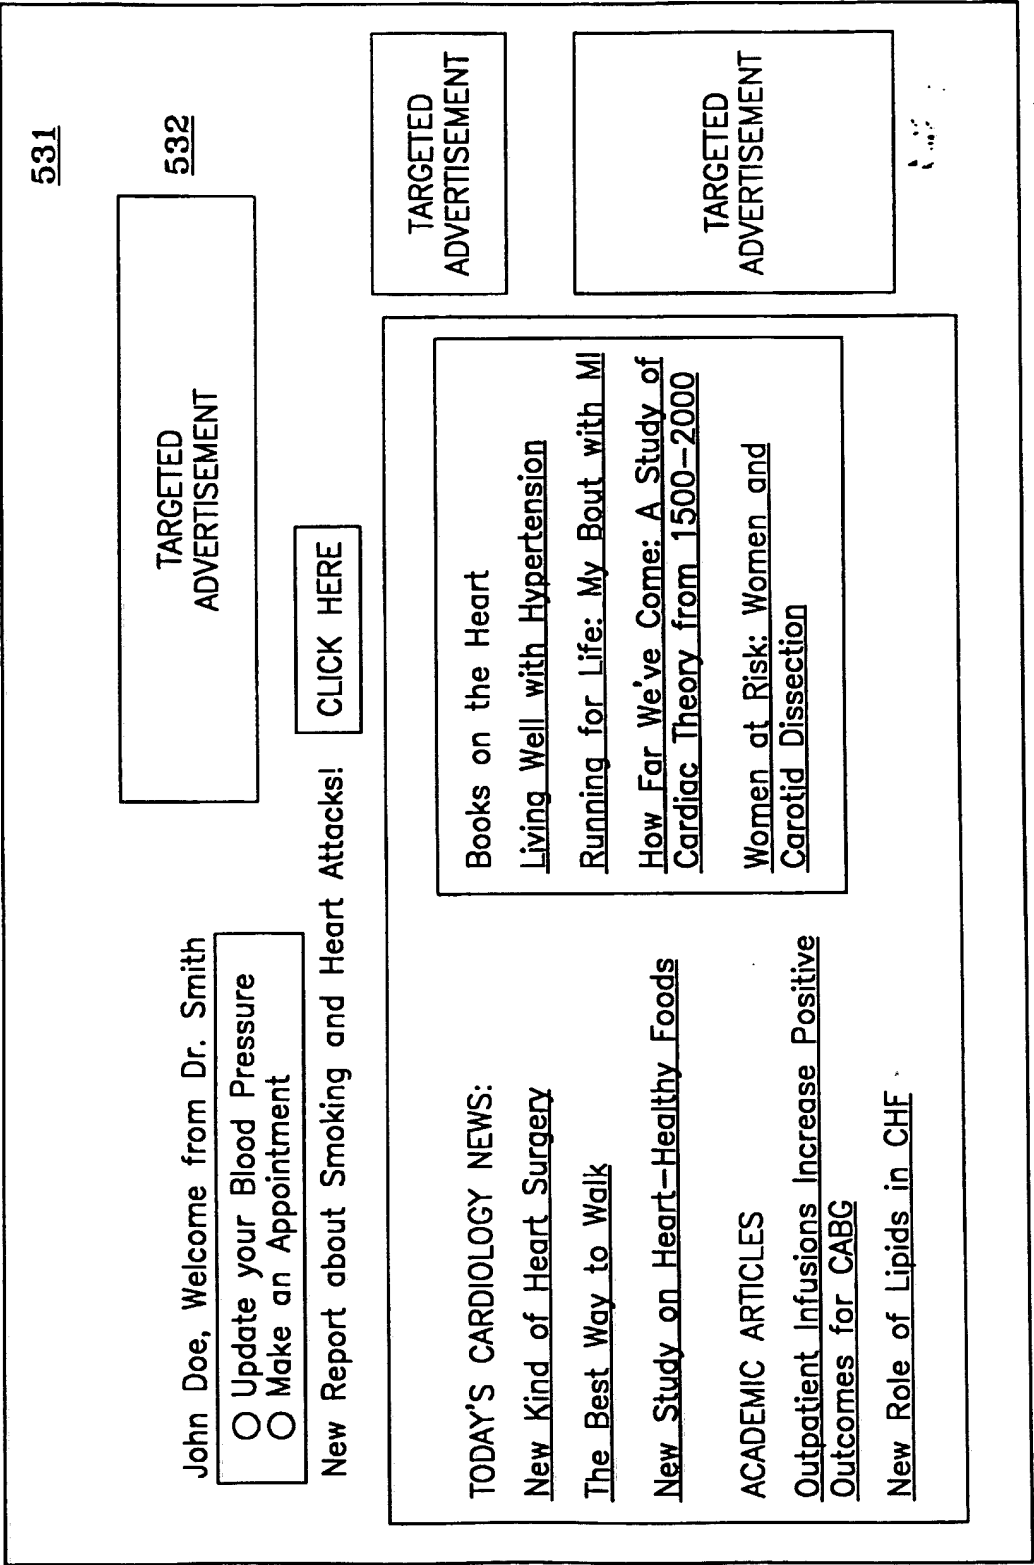 531
532
TARGETED
ADVERTISEMENT
John Doe, Welcome from Dr. Smith
Update your Blood Pressure
Make an Appointment
New Report about Smoking and Heart Attacks!
CLICK HERE
TARGETED
ADVERTISEMENT
TODAY'S CARDIOLOGY NEWS:
New Kind of Heart Surgery
The Best Way to Walk
New Study on Heart-Healthy Foods
ACADEMIC ARTICLES
Outpatient Infusions Increase Positive
Outcomes for CABG
New Role of Lipids in CHF
Books on the Heart
Living Well with Hypertension
Running for Life: My Bout with MI
How Far We've Come: A Study of
Cardiac Theory from 1500-2000
Women at Risk: Women and
Carotid Dissection
TARGETED
ADVERTISEMENT